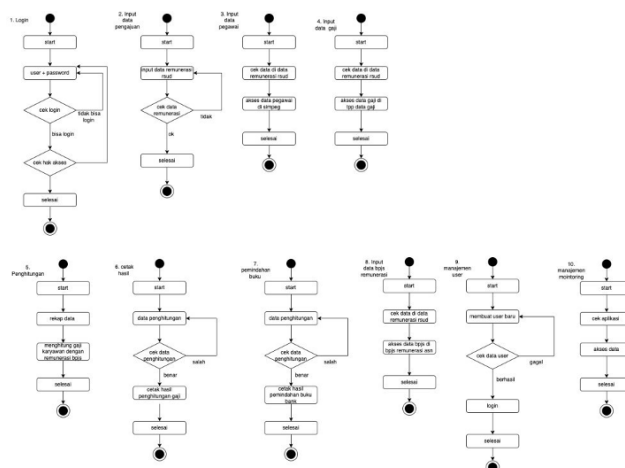 1. Login
start
user + password
cek login
tidak bisa
login
bisa login
cek hak akses
selesai
2. Input
data
pengajuan
start
input data remunerasi
rsud
cek data
remunerasi
tidak
ok
selesai
3. Input
data
pegawai
start
cek data di data
remunerasi rsud
akses data pegawai
di simpeg
selesai
4. Input
data gaji
start
cek data di data
remunerasi rsud
akses data gaji di
tpp data gaji
selesai
5.
Penghitungan
start
rekap data
menghitung gaji
karyawan dengan
remunerasi bpjs
selesai
6. cetak
hasil
start
data penghitungan
cek data
penghitungan
salah
benar
cetak hasil
penghitungan gaji
selesai
7.
pemindahan
buku
start
data penghitungan
cek data
penghitungan
salah
benar
cetak hasil
pemindahan buku
bank
selesai
8. Input
data bpjs
remunerasi
start
cek data di data
remunerasi rsud
akses data bpjs di
bpjs remunerasi asn
selesai
9.
manajemen
user
start
membuat user baru
cek data user
gagal
berhasil
login
selesai
10.
manajemen
mointoring
start
cek aplikasi
akses data
selesai